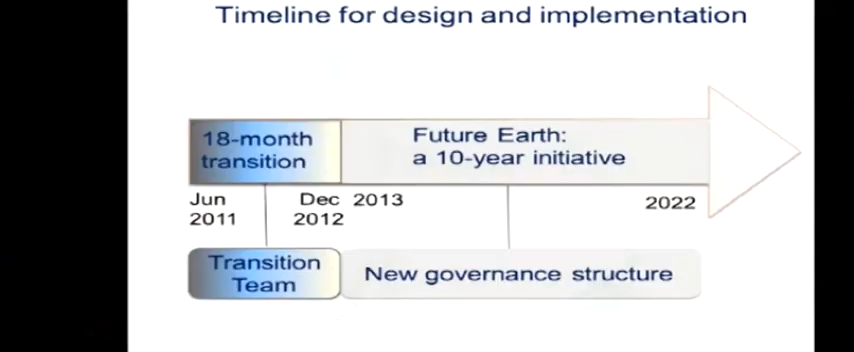 Timeline for design and implementation
18-month
transition
Future Earth:
a 10-year initiative
Jun
2011
Dec
2012
2013
2022
Transition
Team
New governance structure